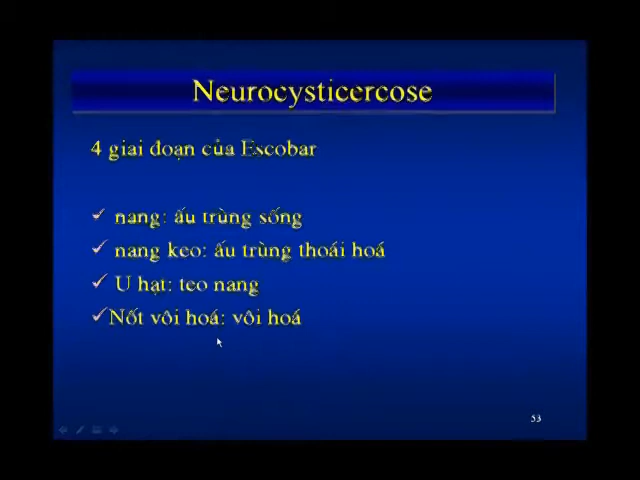 Neurocysticercose
4 giai đoạn của Escobar
nang: ấu trùng sống
nang keo: ấu trùng thoái hoá
U hạt: teo nang
Nốt vôi hoá: vôi hoá
53